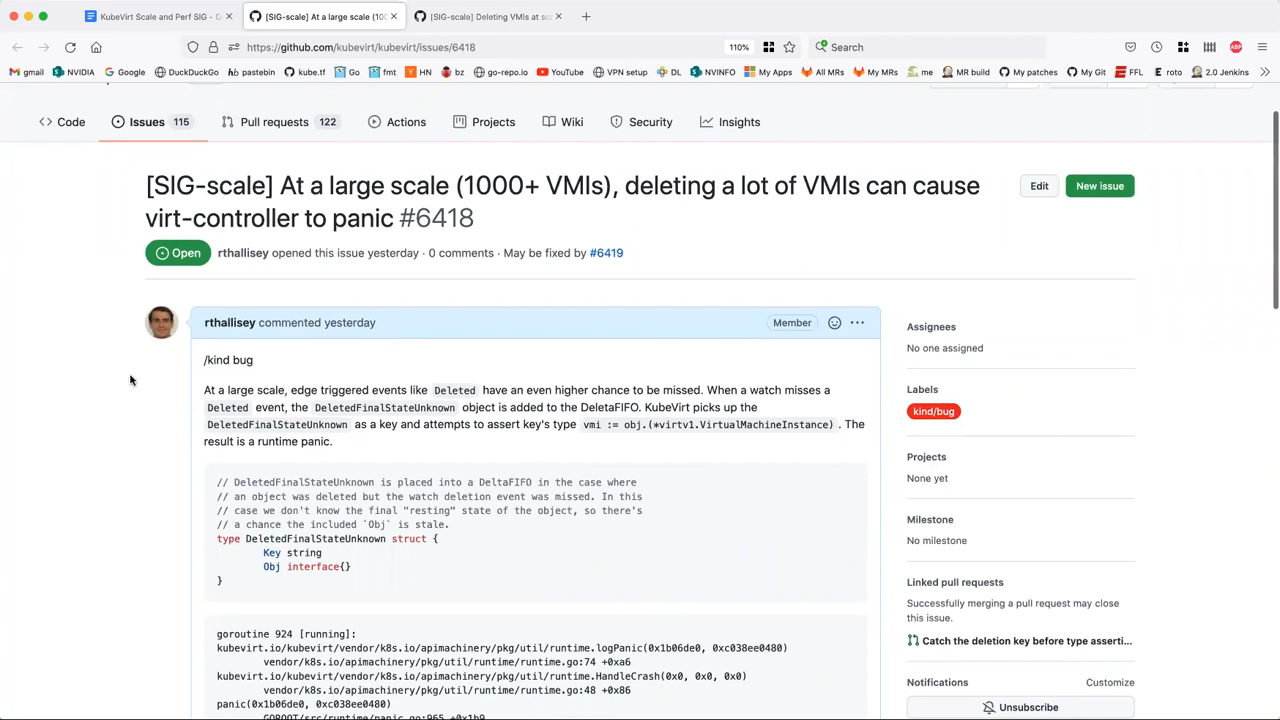 KubeVirt Scale and Perf SIG - G
[SIG-scale] At a large scale (100
[SIG-scale] Deleting VMIs at sc
https://github.com/kubevirt/kubevirt/issues/6418
110%
Search
gmail
NVIDIA
Google
DuckDuckGo
hb pastebin
kube.tf
Go
fmt
HN
bz
go-repo.io
YouTube
VPN setup
DL
NVINFO
My Apps
All MRs
My MRs
me
MR build
My patches
My Git
FFL
roto
2.0 Jenkins
Code
Issues 115
Pull requests 122
Actions
Projects
Wiki
Security
Insights
[SIG-scale] At a large scale (1000+ VMIs), deleting a lot of VMIs can cause
virt-controller to panic #6418
Edit
New issue
Open
rthallisey opened this issue yesterday · 0 comments · May be fixed by #6419
rthallisey commented yesterday
Member
/kind bug
At a large scale, edge triggered events like Deleted have an even higher chance to be missed. When a watch misses a
Deleted event, the DeletedFinalStateUnknown object is added to the DeletaFIFO. KubeVirt picks up the
DeletedFinalStateUnknown as a key and attempts to assert key's type vmi := obj.(*virtv1.VirtualMachineInstance) . The
result is a runtime panic.
// DeletedFinalStateUnknown is placed into a DeltaFIFO in the case where
// an object was deleted but the watch deletion event was missed. In this
// case we don't know the final "resting" state of the object, so there's
// a chance the included `Obj` is stale.
type DeletedFinalStateUnknown struct {
Key string
Obj interface{}
}
goroutine 924 [running]:
kubevirt.io/kubevirt/vendor/k8s.io/apimachinery/pkg/util/runtime.logPanic(0x1b06de0, 0xc038ee0480)
vendor/k8s.io/apimachinery/pkg/util/runtime/runtime.go:74 +0xa6
kubevirt.io/kubevirt/vendor/k8s.io/apimachinery/pkg/util/runtime.HandleCrash(0x0, 0x0, 0x0)
vendor/k8s.io/apimachinery/pkg/util/runtime/runtime.go:48 +0x86
panic(0x1b06de0, 0xc038ee0480)
GOROOT/src/runtime/panic.go:965 +0x1b9
Assignees
No one assigned
Labels
kind/bug
Projects
None yet
Milestone
No milestone
Linked pull requests
Successfully merging a pull request may close
this issue.
Catch the deletion key before type asserti...
Notifications
Customize
Unsubscribe